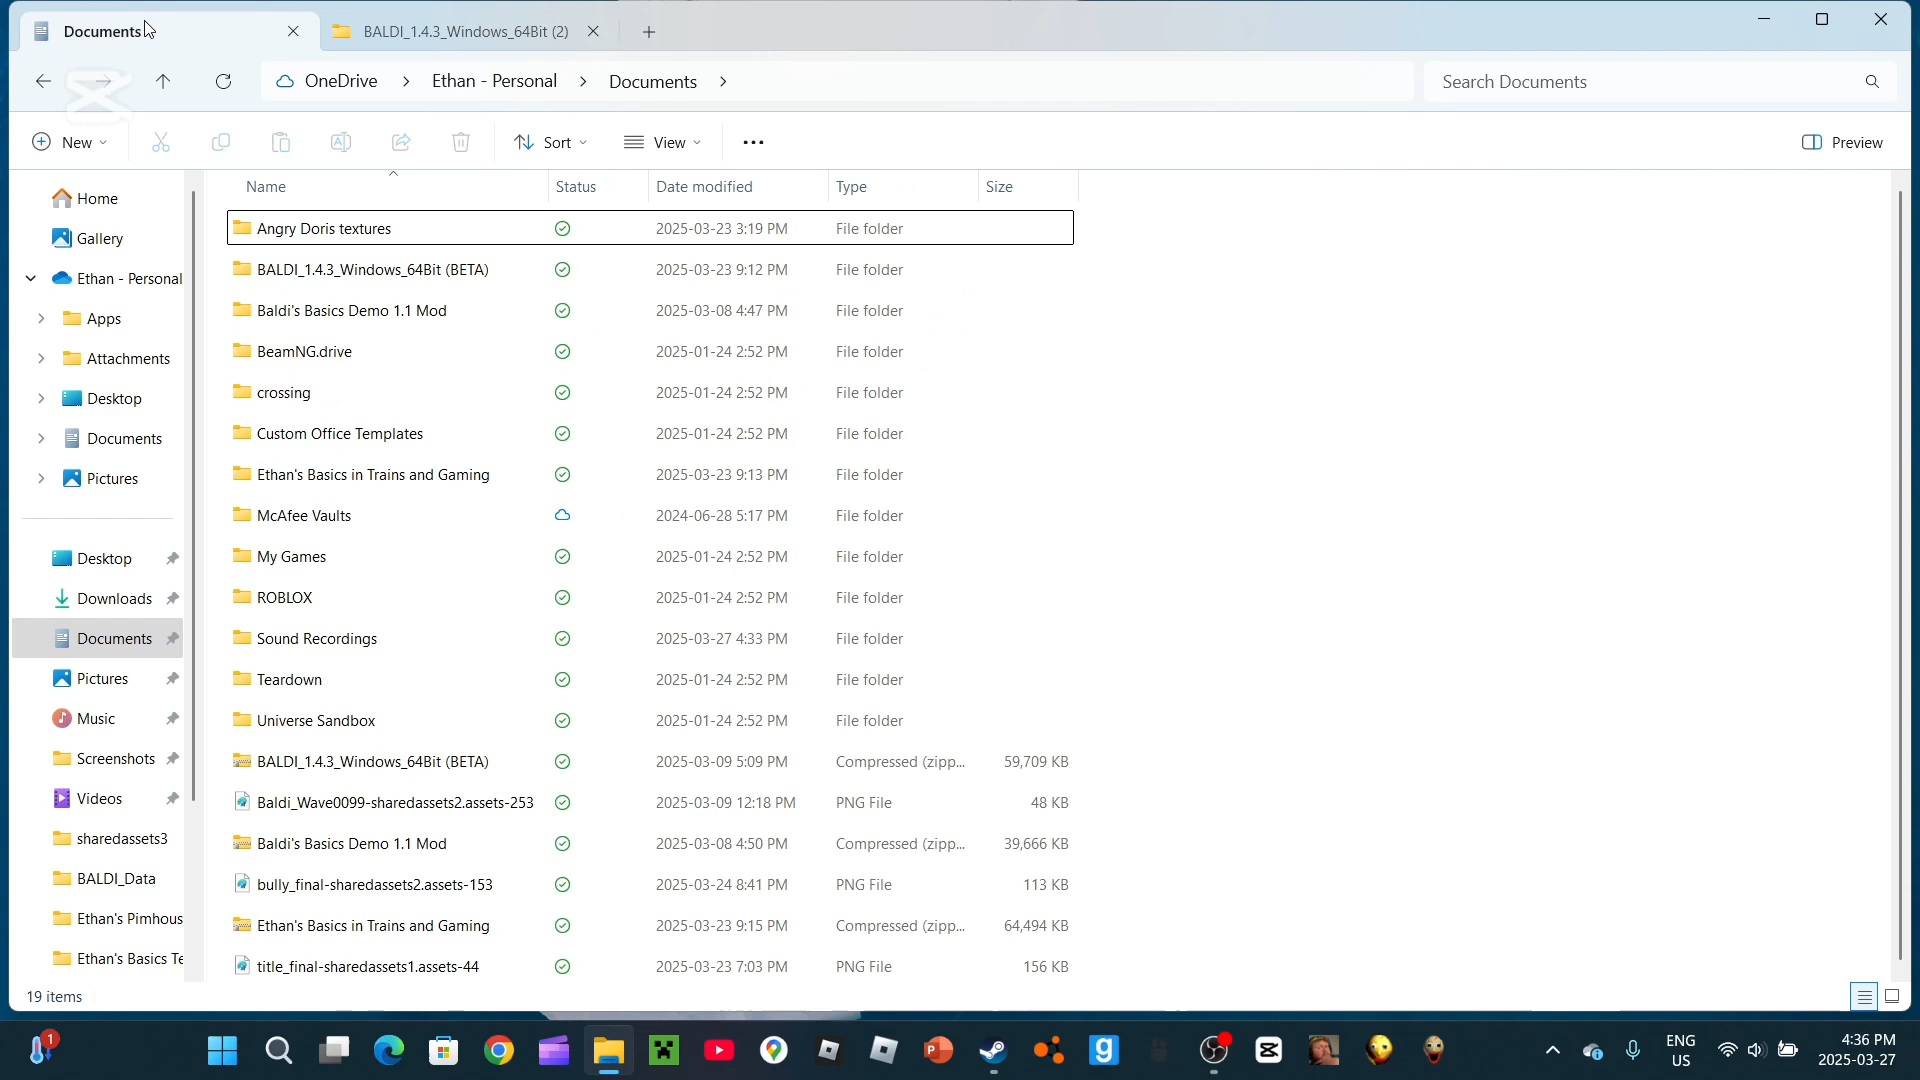 Documents
BALDI_1.4.3_Windows_64Bit (2)
OneDrive > Ethan - Personal > Documents >
Search Documents
New
Sort
View
Preview
Name Status Date modified Type Size
Home
Gallery
Ethan - Personal
Apps
Attachments
Desktop
Documents
Pictures
Desktop
Downloads
Documents
Pictures
Music
Screenshots
Videos
sharedassets3
BALDI_Data
Ethan's Pimhous
Ethan's Basics Te
Angry Doris textures 2025-03-23 3:19 PM File folder
BALDI_1.4.3_Windows_64Bit (BETA) 2025-03-23 9:12 PM File folder
Baldi's Basics Demo 1.1 Mod 2025-03-08 4:47 PM File folder
BeamNG.drive 2025-01-24 2:52 PM File folder
crossing 2025-01-24 2:52 PM File folder
Custom Office Templates 2025-01-24 2:52 PM File folder
Ethan's Basics in Trains and Gaming 2025-03-23 9:13 PM File folder
McAfee Vaults 2024-06-28 5:17 PM File folder
My Games 2025-01-24 2:52 PM File folder
ROBLOX 2025-01-24 2:52 PM File folder
Sound Recordings 2025-03-27 4:33 PM File folder
Teardown 2025-01-24 2:52 PM File folder
Universe Sandbox 2025-01-24 2:52 PM File folder
BALDI_1.4.3_Windows_64Bit (BETA) 2025-03-09 5:09 PM Compressed (zipp... 59,709 KB
Baldi_Wave0099-sharedassets2.assets-253 2025-03-09 12:18 PM PNG File 48 KB
Baldi's Basics Demo 1.1 Mod 2025-03-08 4:50 PM Compressed (zipp... 39,666 KB
bully_final-sharedassets2.assets-153 2025-03-24 8:41 PM PNG File 113 KB
Ethan's Basics in Trains and Gaming 2025-03-23 9:15 PM Compressed (zipp... 64,494 KB
title_final-sharedassets1.assets-44 2025-03-23 7:03 PM PNG File 156 KB
19 items
1
P
g
ENG
US
4:36 PM
2025-03-27